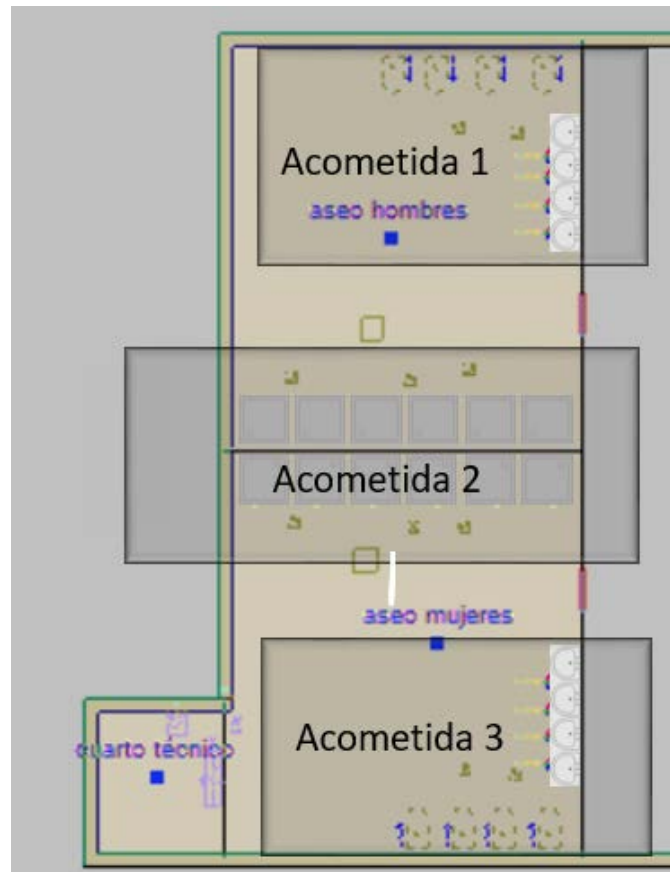 Acometida 1
aseo hombres
Acometida 2
aseo mujeres
Acometida 3
cuarto técnico